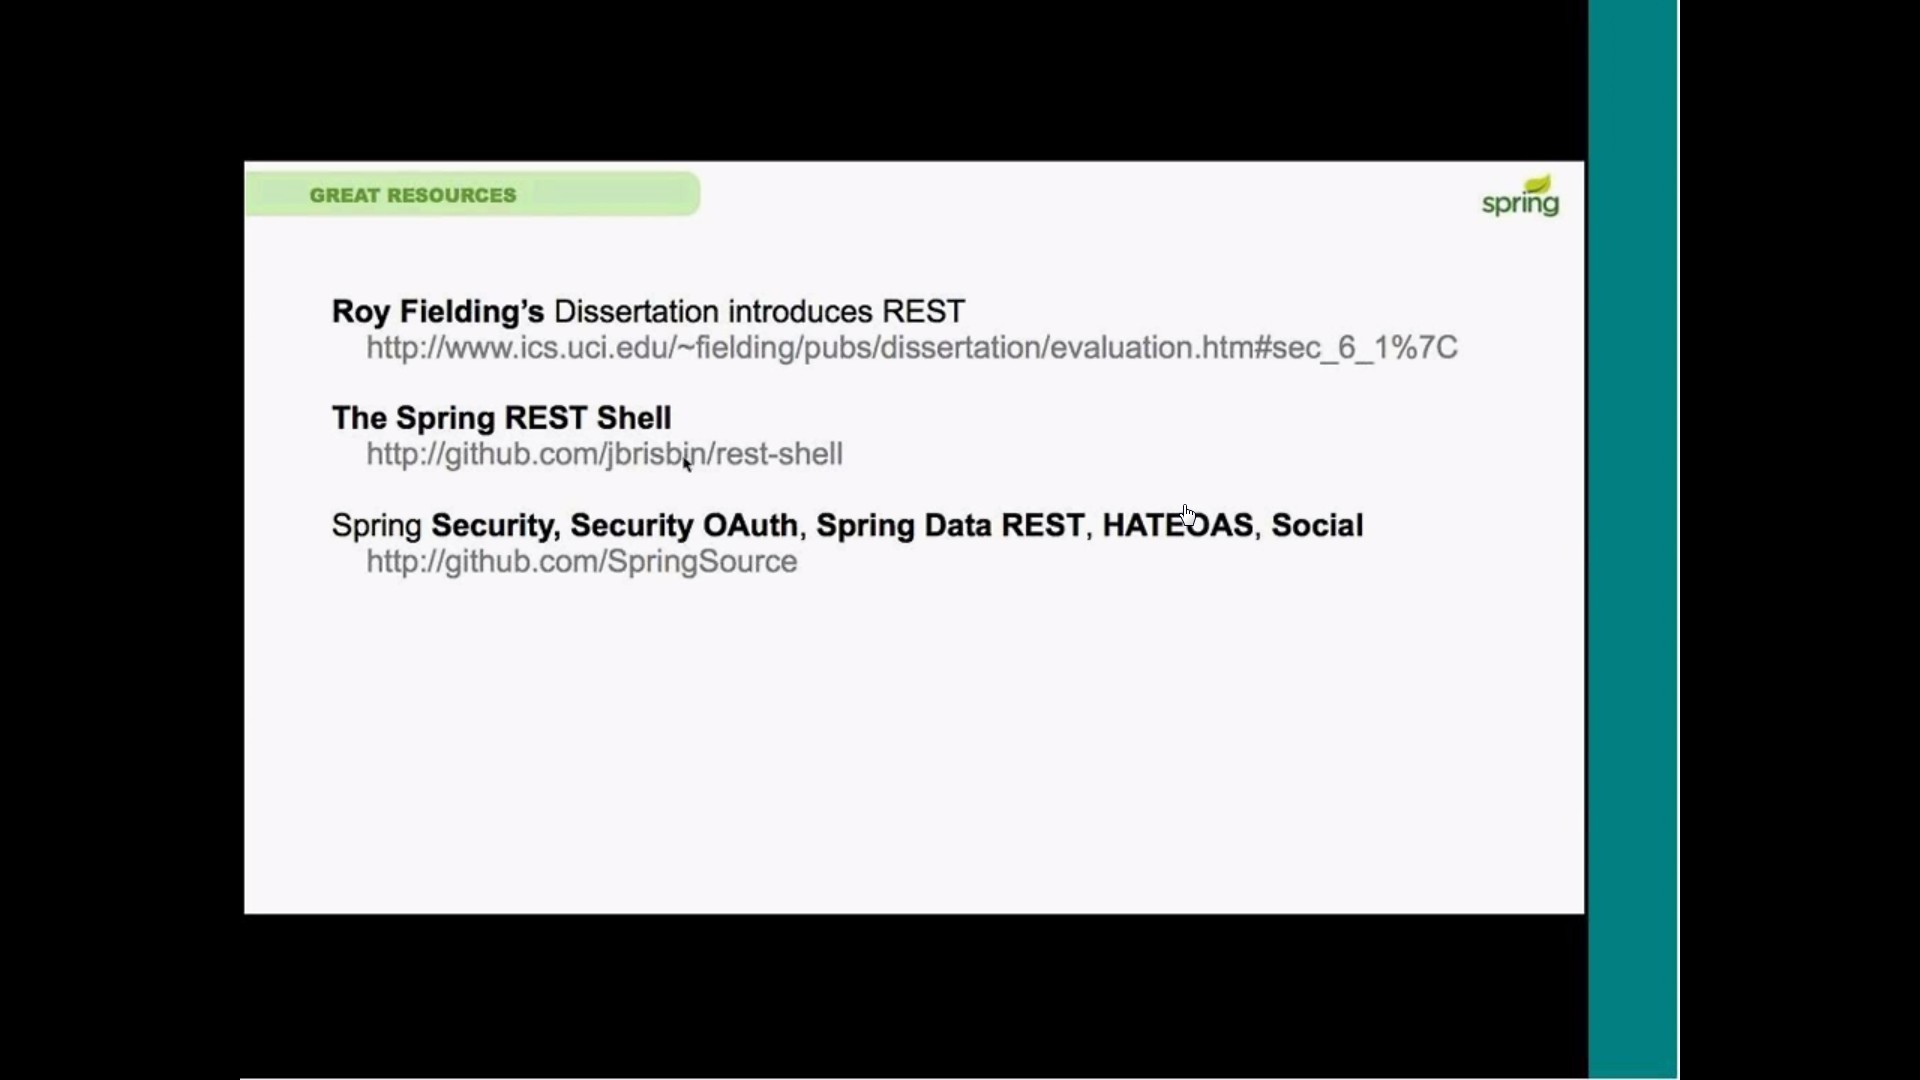 GREAT RESOURCES
spring
Roy Fielding’s Dissertation introduces REST
http://www.ics.uci.edu/~fielding/pubs/dissertation/evaluation.htm#sec_6_1%7C
The Spring REST Shell
http://github.com/jbrisbin/rest-shell
Spring Security, Security OAuth, Spring Data REST, HATEOAS, Social
http://github.com/SpringSource